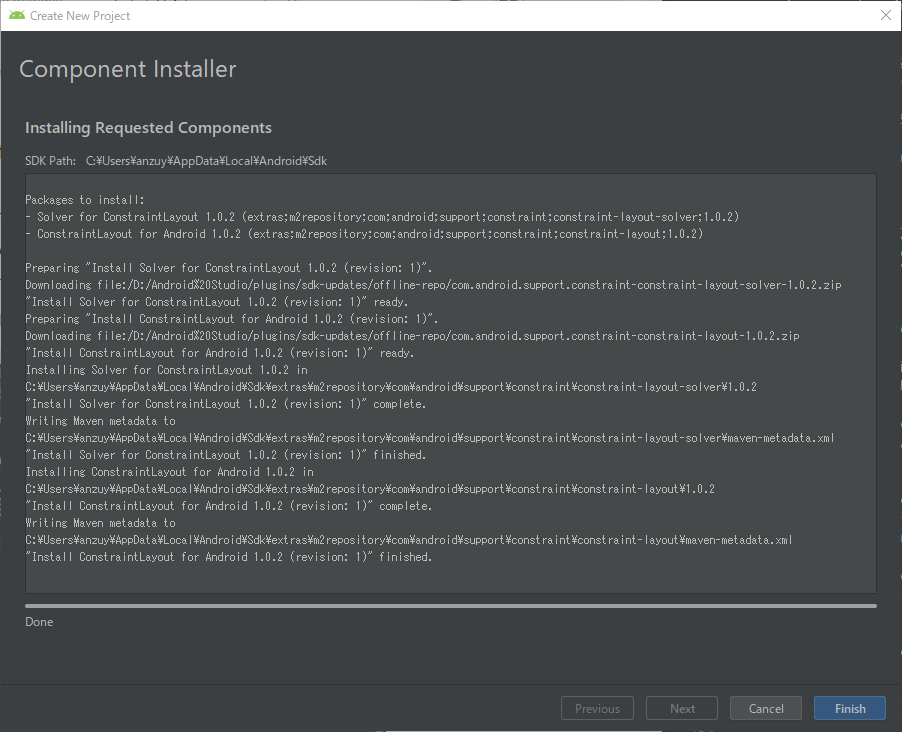 Create New Project
Component Installer
Installing Requested Components
SDK Path: C:¥Users¥anzuy¥AppData¥Local¥Android¥Sdk
Packages to install:
- Solver for ConstraintLayout 1.0.2 (extras;m2repository;com;android;support;constraint;constraint-layout-solver;1.0.2)
- ConstraintLayout for Android 1.0.2 (extras;m2repository;com;android;support;constraint;constraint-layout;1.0.2)
Preparing "Install Solver for ConstraintLayout 1.0.2 (revision: 1)".
Downloading file:/D:/Android%20Studio/plugins/sdk-updates/offline-repo/com.android.support.constraint-constraint-layout-solver-1.0.2.zip
"Install Solver for ConstraintLayout 1.0.2 (revision: 1)" ready.
Preparing "Install ConstraintLayout for Android 1.0.2 (revision: 1)".
Downloading file:/D:/Android%20Studio/plugins/sdk-updates/offline-repo/com.android.support.constraint-constraint-layout-1.0.2.zip
"Install ConstraintLayout for Android 1.0.2 (revision: 1)" ready.
Installing Solver for ConstraintLayout 1.0.2 in
C:¥Users¥anzuy¥AppData¥Local¥Android¥Sdk¥extras¥m2repository¥com¥android¥support¥constraint¥constraint-layout-solver¥1.0.2
"Install Solver for ConstraintLayout 1.0.2 (revision: 1)" complete.
Writing Maven metadata to
C:¥Users¥anzuy¥AppData¥Local¥Android¥Sdk¥extras¥m2repository¥com¥android¥support¥constraint¥constraint-layout-solver¥maven-metadata.xml
"Install Solver for ConstraintLayout 1.0.2 (revision: 1)" finished.
Installing ConstraintLayout for Android 1.0.2 in
C:¥Users¥anzuy¥AppData¥Local¥Android¥Sdk¥extras¥m2repository¥com¥android¥support¥constraint¥constraint-layout¥1.0.2
"Install ConstraintLayout for Android 1.0.2 (revision: 1)" complete.
Writing Maven metadata to
C:¥Users¥anzuy¥AppData¥Local¥Android¥Sdk¥extras¥m2repository¥com¥android¥support¥constraint¥constraint-layout¥maven-metadata.xml
"Install ConstraintLayout for Android 1.0.2 (revision: 1)" finished.
Done
Previous Next Cancel Finish